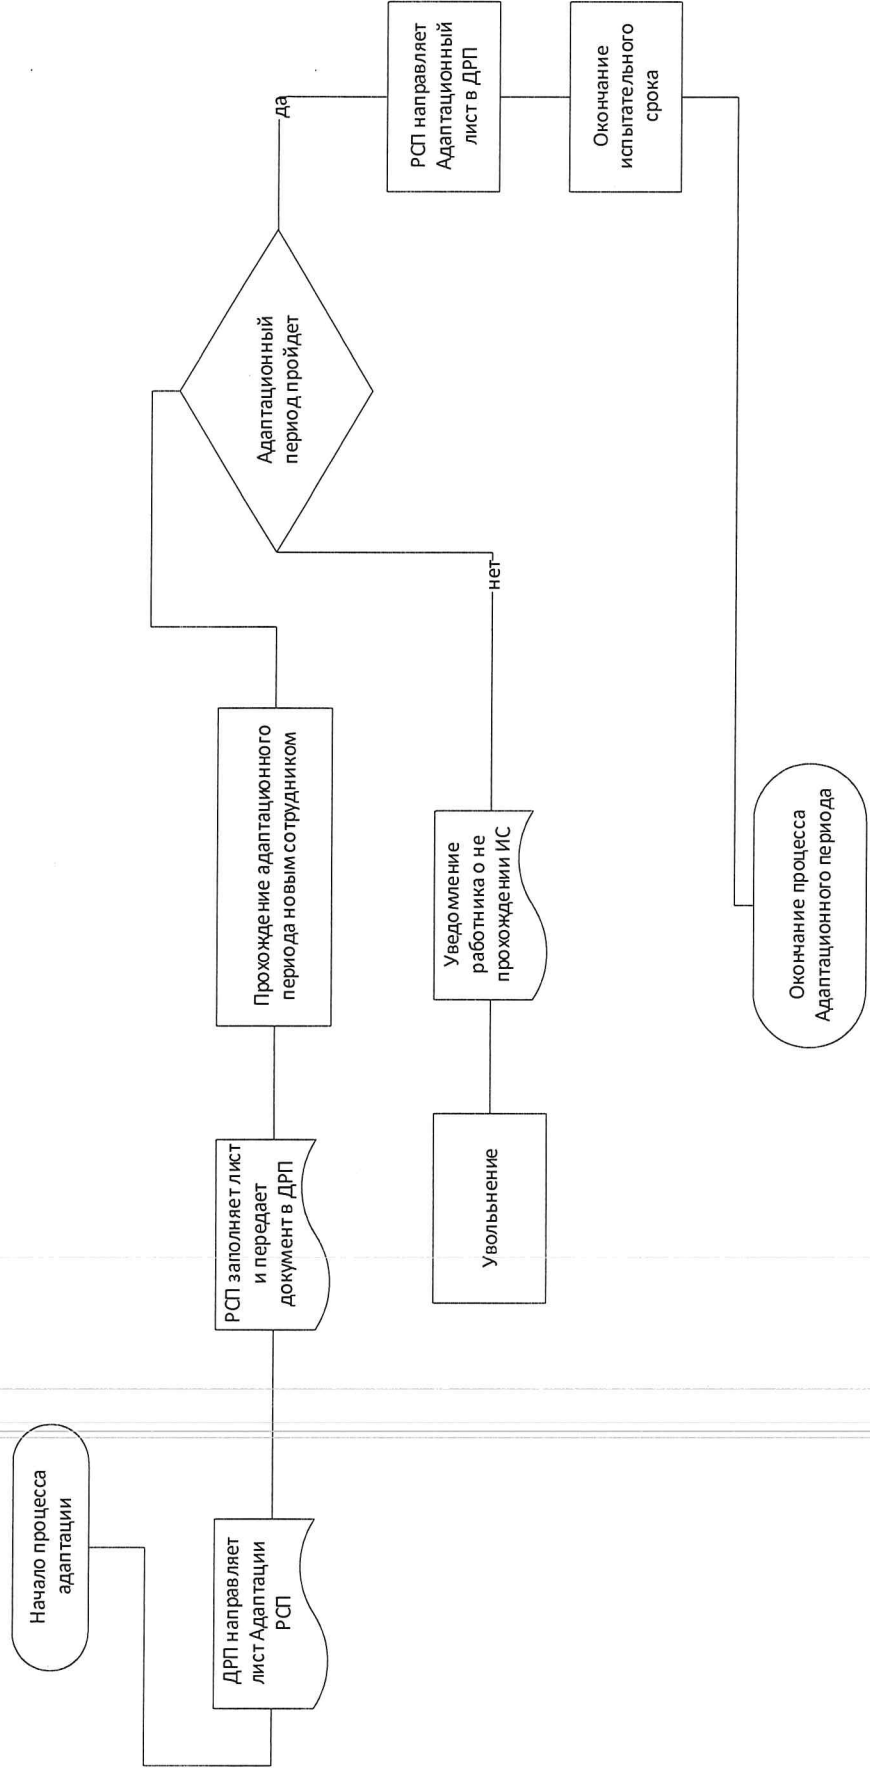 Начало процесса
адаптации
ДРП направляет
лист Адаптации
РСП
РСП заполняет лист
и передает
документ в ДРП
Прохождение адаптационного
периода новым сотрудником
Адаптационный
период пройдет
да
РСП направляет
Адаптационный
лист в ДРП
Окончание
испытательного
срока
нет
Уведомление
работника о не
прохождении ИС
Уволььнение
Окончание процесса
Адаптационного периода